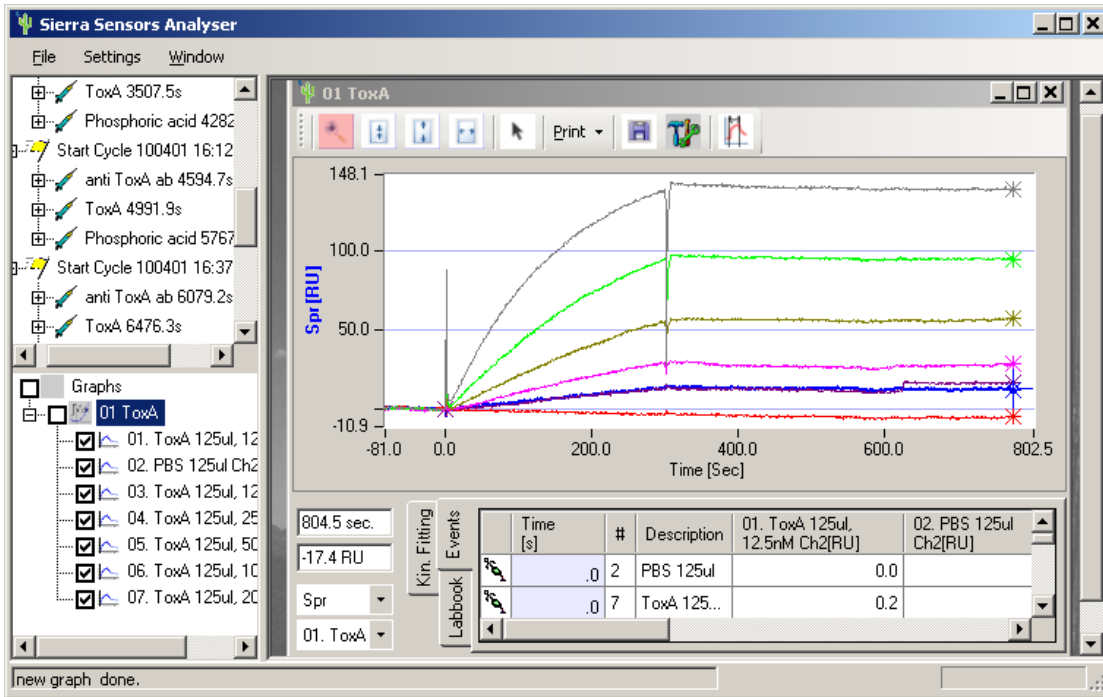 Sierra Sensors Analyser
File Settings Window
ToxA 3507.5s
Phosphoric acid 4282
Start Cycle 100401 16:12
anti ToxA ab 4594.7s
ToxA 4991.9s
Phosphoric acid 5767
Start Cycle 100401 16:37
anti ToxA ab 6079.2s
ToxA 6476.3s
Graphs
01 ToxA
01. ToxA 125ul, 12
02. PBS 125ul Ch2
03. ToxA 125ul, 12
04. ToxA 125ul, 25
05. ToxA 125ul, 50
06. ToxA 125ul, 10
07. ToxA 125ul, 20
01 ToxA
Print
148.1
100.0
50.0
-10.9
Spr [RU]
-81.0 0.0 200.0 400.0 600.0 802.5
Time [Sec]
804.5 sec.
-17.4 RU
Spr
01. ToxA
Kin. Fitting
Events
Labbook
Time [s] # Description 01. ToxA 125ul, 12.5nM Ch2[RU] 02. PBS 125ul Ch2[RU]
.0 2 PBS 125ul 0.0
.0 7 ToxA 125... 0.2
new graph done.